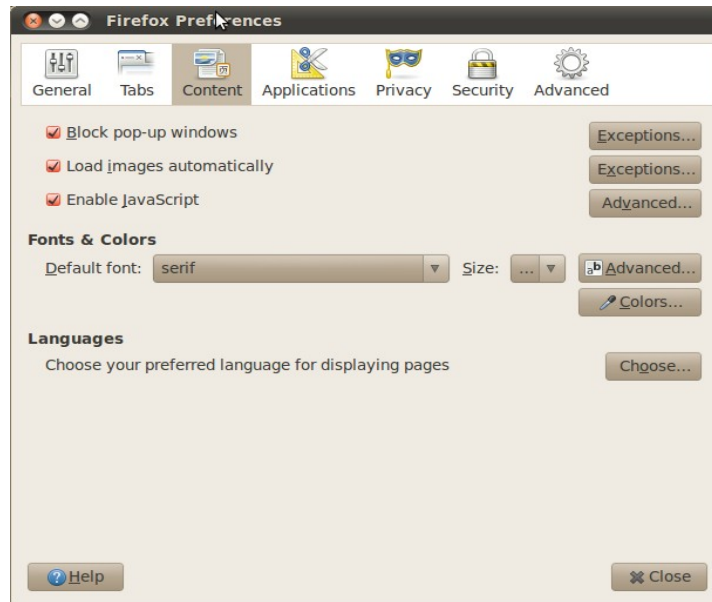 Firefox Preferences
General Tabs Content Applications Privacy Security Advanced
Block pop-up windows Exceptions...
Load images automatically Exceptions...
Enable JavaScript Advanced...
Fonts & Colors
Default font: serif Size: ... Advanced...
Colors...
Languages
Choose your preferred language for displaying pages Choose...
Help Close